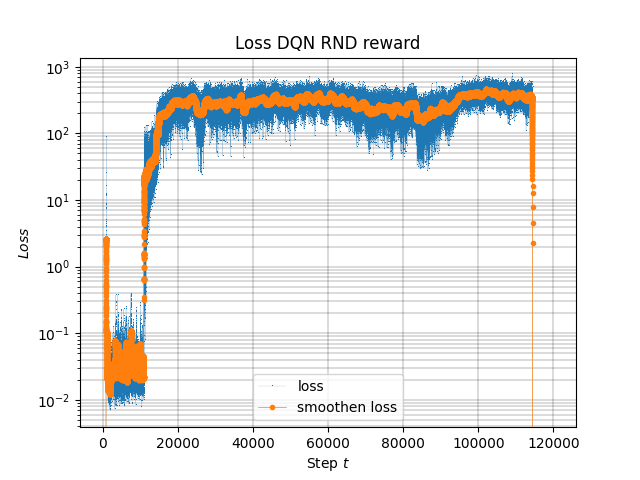 Loss DQN RND reward
Loss
10³
10²
10¹
10⁰
10⁻¹
10⁻²
loss
smoothen loss
0 20000 40000 60000 80000 100000 120000
Step t